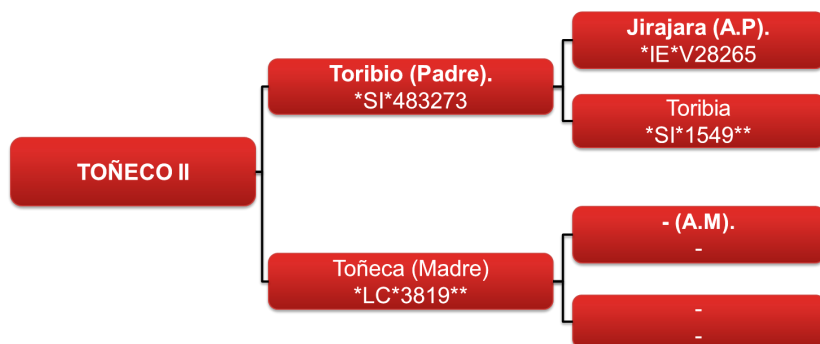 Jirajara (A.P).
*IE*V28265
Toribio (Padre).
*SI*483273
Toribia
*SI*1549**
TOÑECO II
- (A.M).
-
Toñeca (Madre)
*LC*3819**
-
-